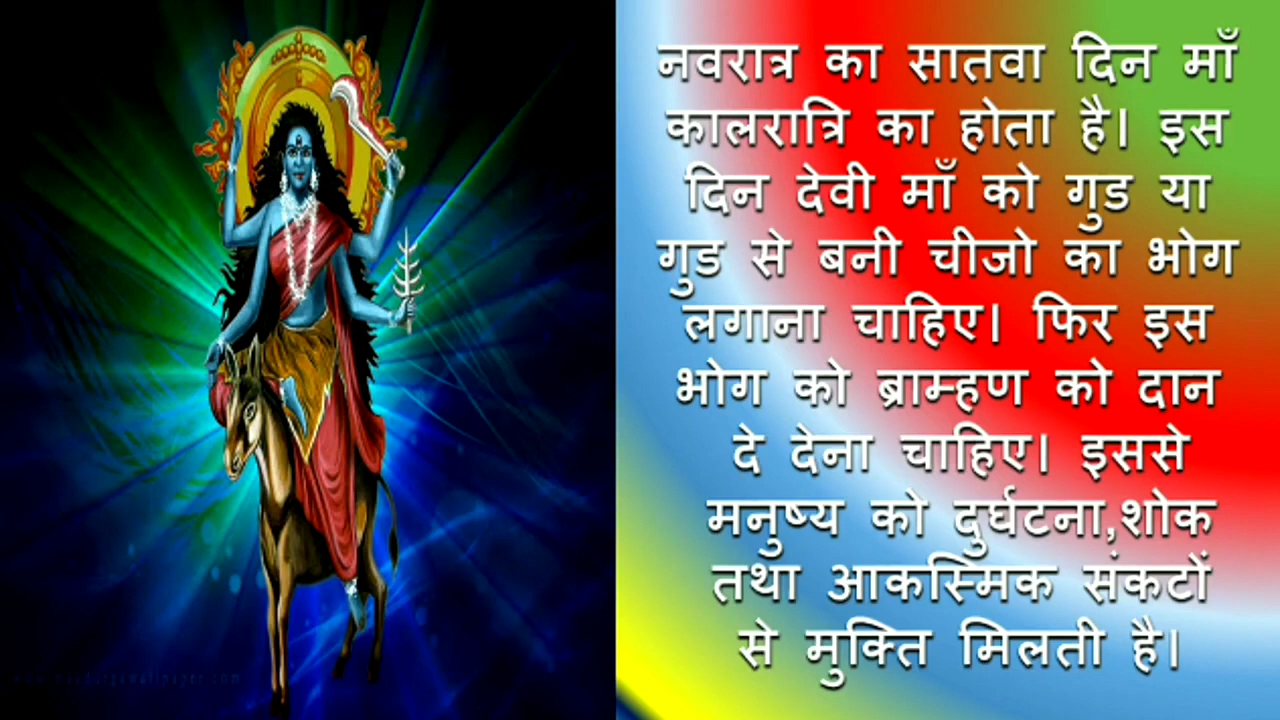 नवरात्र का सातवा दिन माँ
कालरात्रि का होता है। इस
दिन देवी माँ को गुड या
गुड से बनी चीजो का भोग
लगाना चाहिए। फिर इस
भोग को ब्राम्हण को दान
दे देना चाहिए। इससे
मनुष्य को दुर्घटना,शोक
तथा आकस्मिक संकटों
से मुक्ति मिलती है।